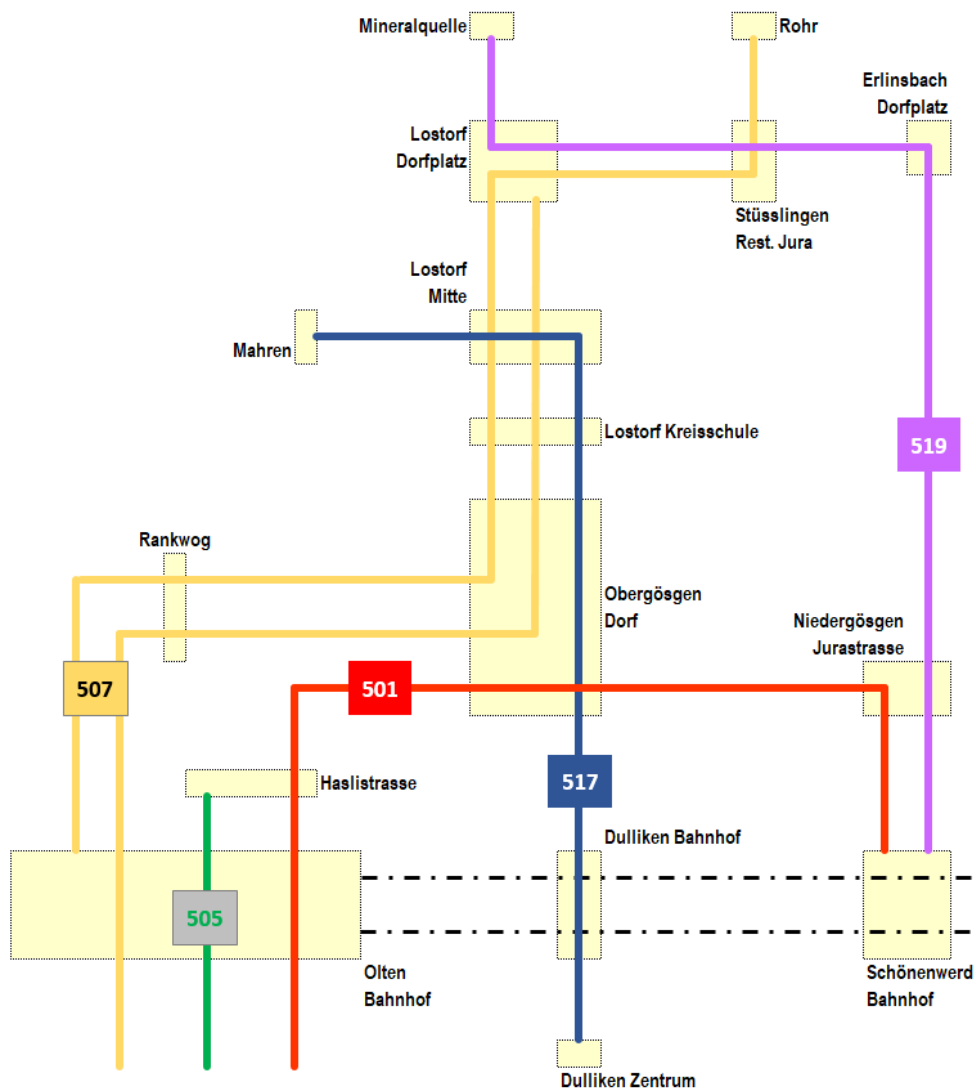 Mineralquelle
Rohr
Erlinsbach
Dorfplatz
Lostorf
Dorfplatz
Stüsslingen
Rest. Jura
Lostorf
Mitte
Mahren
Lostorf Kreisschule
519
Rankwog
Obergösgen
Dorf
Niedergösgen
Jurastrasse
507
501
Haslistrasse
517
Dulliken Bahnhof
505
Olten
Bahnhof
Schönenwerd
Bahnhof
Dulliken Zentrum